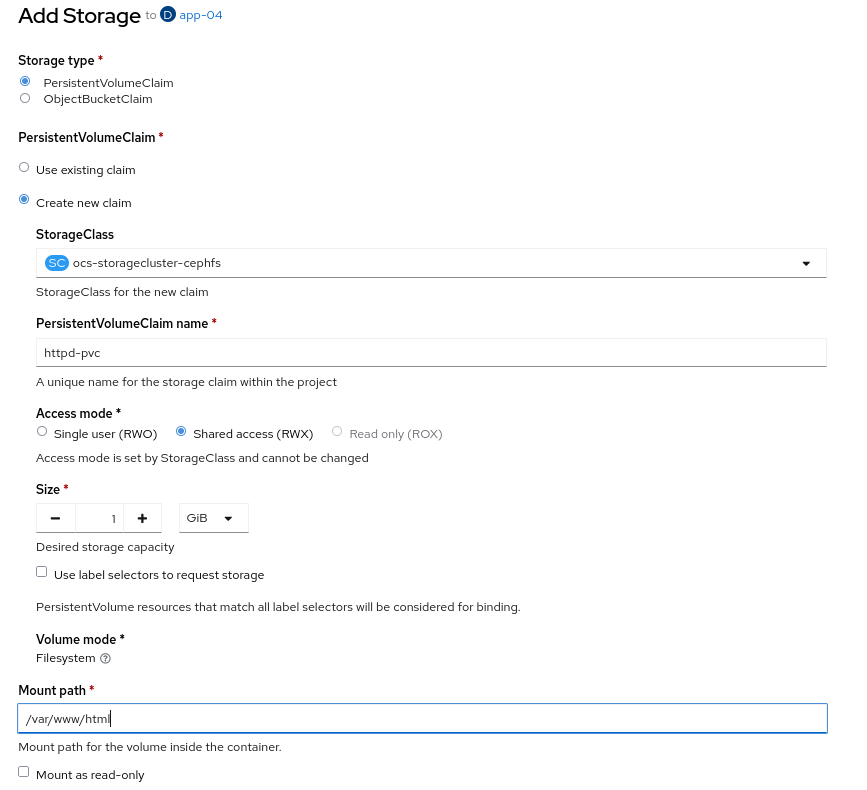 Add Storage to D app-04
Storage type *
PersistentVolumeClaim
ObjectBucketClaim
PersistentVolumeClaim *
Use existing claim
Create new claim
StorageClass
SC ocs-storagecluster-cephfs
StorageClass for the new claim
PersistentVolumeClaim name *
httpd-pvc
A unique name for the storage claim within the project
Access mode *
Single user (RWO) Shared access (RWX) Read only (ROX)
Access mode is set by StorageClass and cannot be changed
Size *
− 1 + GiB
Desired storage capacity
Use label selectors to request storage
PersistentVolume resources that match all label selectors will be considered for binding.
Volume mode *
Filesystem ?
Mount path *
/var/www/html
Mount path for the volume inside the container.
Mount as read-only